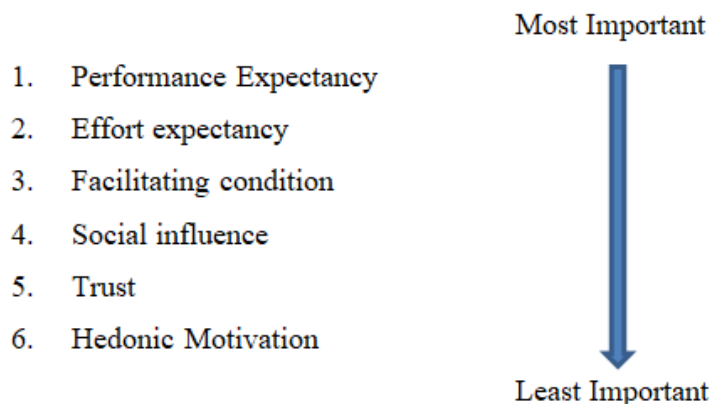 Most Important
1. Performance Expectancy
2. Effort expectancy
3. Facilitating condition
4. Social influence
5. Trust
6. Hedonic Motivation
Least Important